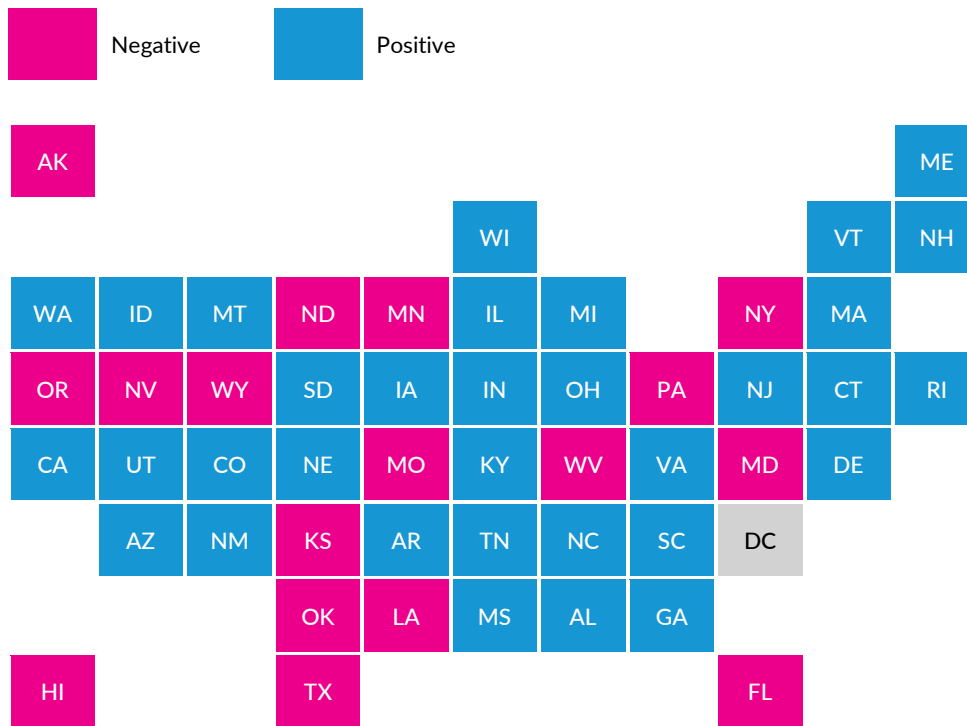 Negative Positive
AK ME
WI VT NH
WA ID MT ND MN IL MI NY MA
OR NV WY SD IA IN OH PA NJ CT RI
CA UT CO NE MO KY WV VA MD DE
AZ NM KS AR TN NC SC DC
OK LA MS AL GA
HI TX FL